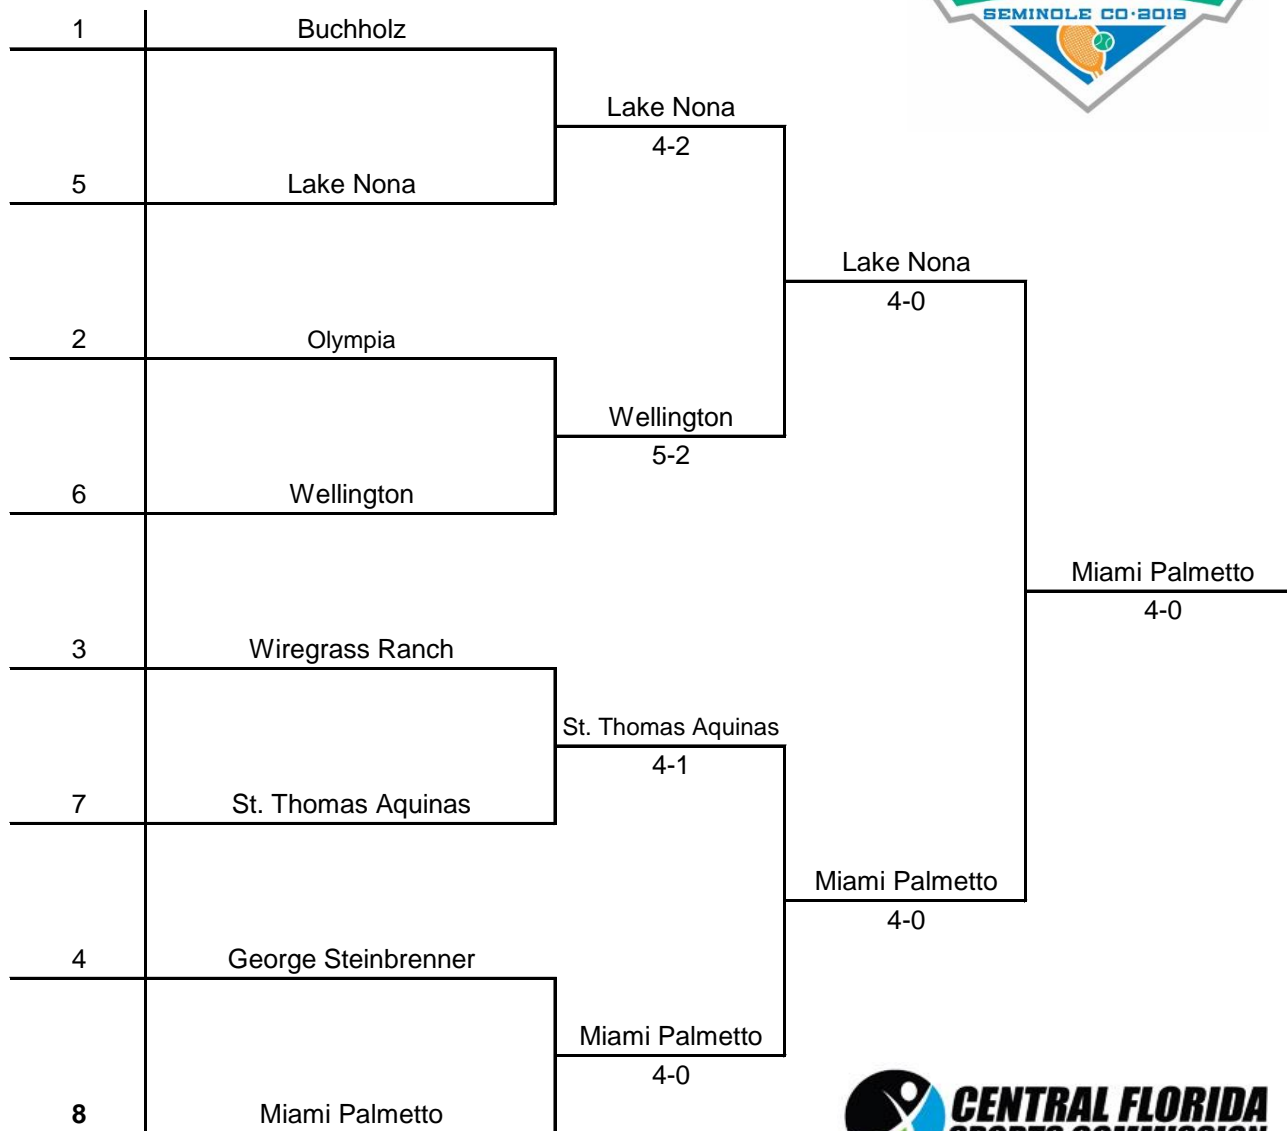 SEMINOLE CO·2019
1 Buchholz
Lake Nona
4-2
5 Lake Nona
Lake Nona
4-0
2 Olympia
Wellington
5-2
6 Wellington
Miami Palmetto
4-0
3 Wiregrass Ranch
St. Thomas Aquinas
4-1
7 St. Thomas Aquinas
Miami Palmetto
4-0
4 George Steinbrenner
Miami Palmetto
4-0
8 Miami Palmetto
CENTRAL FLORIDA
SPORTS COMMISSION